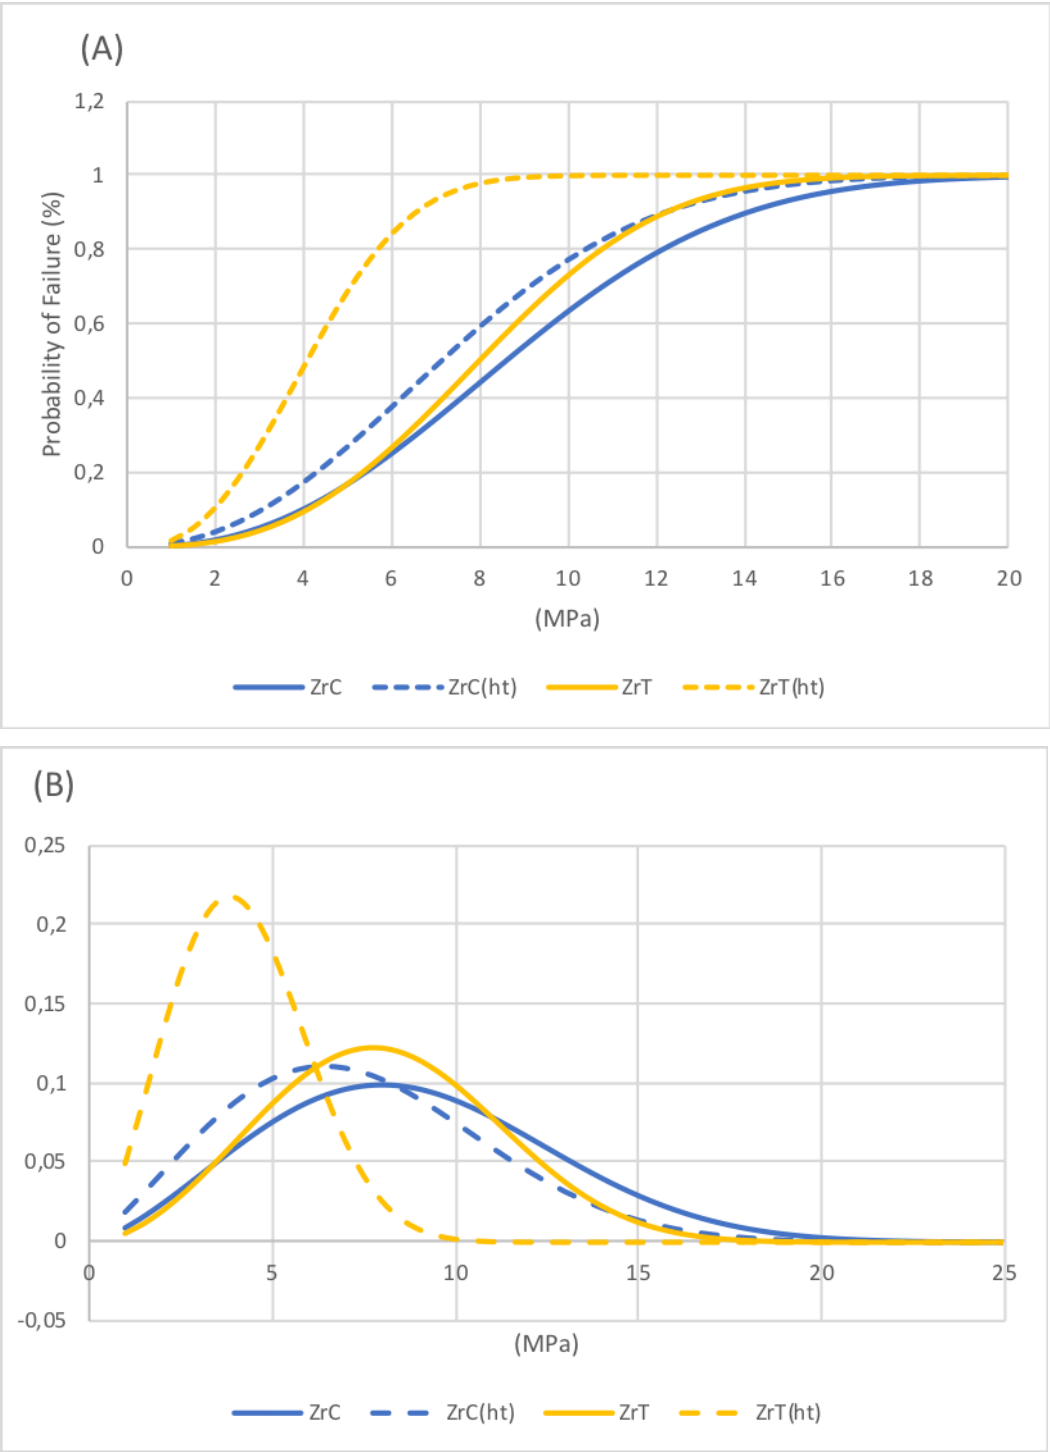 (A)
1,2
1
0,8
0,6
0,4
0,2
0
Probability of Failure (%)
0 2 4 6 8 10 12 14 16 18 20
(MPa)
ZrC ZrC(ht) ZrT ZrT(ht)
(B)
0,25
0,2
0,15
0,1
0,05
0
0 5 10 15 20 25
-0,05
(MPa)
ZrC ZrC(ht) ZrT ZrT(ht)